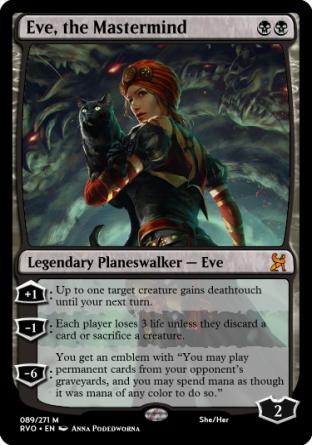 Eve, the Mastermind
Legendary Planeswalker — Eve
+1: Up to one target creature gains deathtouch
until your next turn.
-1: Each player loses 3 life unless they discard a
card or sacrifice a creature.
-6: You get an emblem with “You may play
permanent cards from your opponent's
graveyards, and you may spend mana as though
it was mana of any color to do so.”
2
089/271 M
She/Her
RVO • EN Anna Podedworna